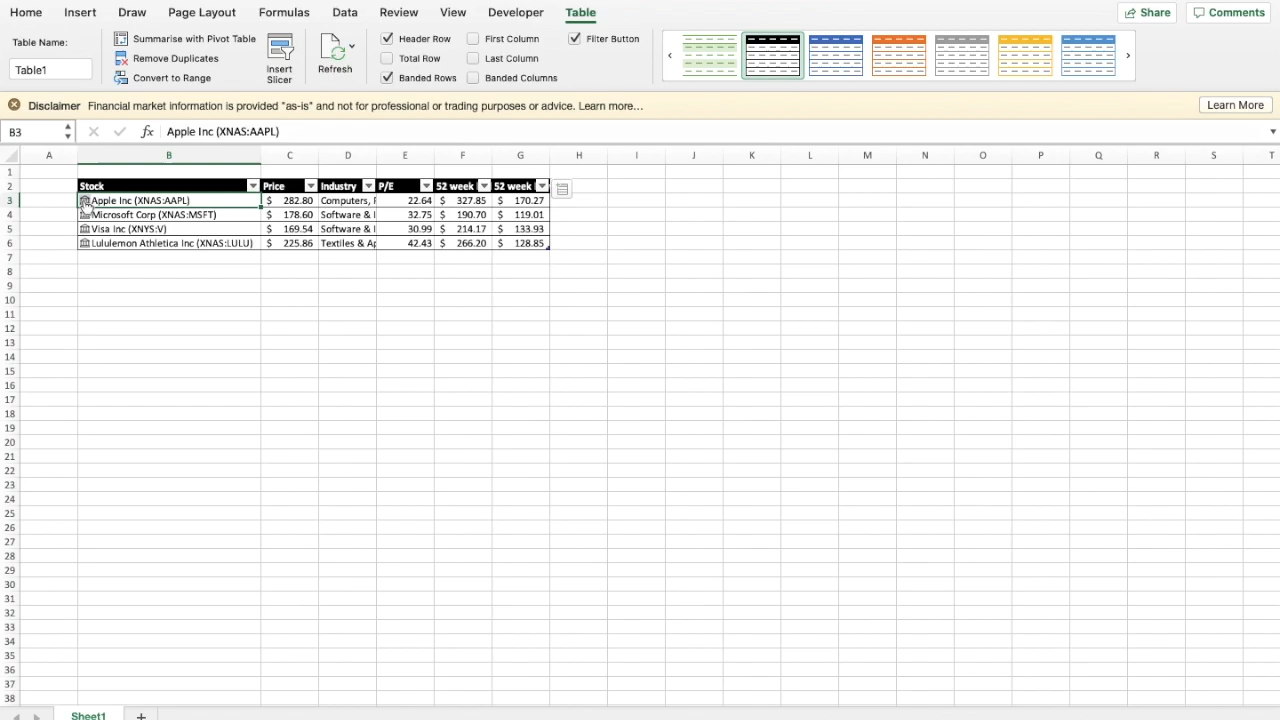 Home Insert Draw Page Layout Formulas Data Review View Developer Table Share Comments
Table Name: Summarise with Pivot Table Header Row First Column Filter Button
Remove Dup Total Row Last Column
Table1 Convert to Range Insert Slicer Refresh Banded Rows Banded Columns
Disclaimer Financial market information is provided "as-is" and not for professional or trading purposes or advice. Learn more... Learn More
B3 fx Apple Inc (XNAS:AAPL)
A B C D E F G H I J K L M N O P Q R S T
1
2 Stock Price Industry P/E 52 week 52 week
3 Apple Inc (XNAS:AAPL) $ 282.80 Computers, 22.64 $ 327.85 $ 170.27
4 Microsoft Corp (XNAS:MSFT) $ 178.60 Software & 32.75 $ 190.70 $ 119.01
5 Visa Inc (XNYS:V) $ 169.54 Software & 30.99 $ 214.17 $ 133.93
6 Lululemon Athletica Inc (XNAS:LULU) $ 225.86 Textiles & Ap 42.43 $ 266.20 $ 128.85
7
8
9
10
11
12
13
14
15
16
17
18
19
20
21
22
23
24
25
26
27
28
29
30
31
32
33
34
35
36
37
38
Sheet1 +